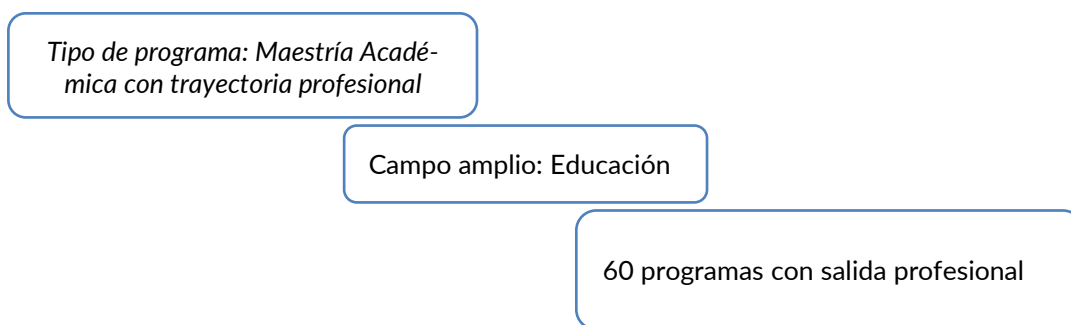 Tipo de programa: Maestría Acadé-
mica con trayectoria profesional
Campo amplio: Educación
60 programas con salida profesional